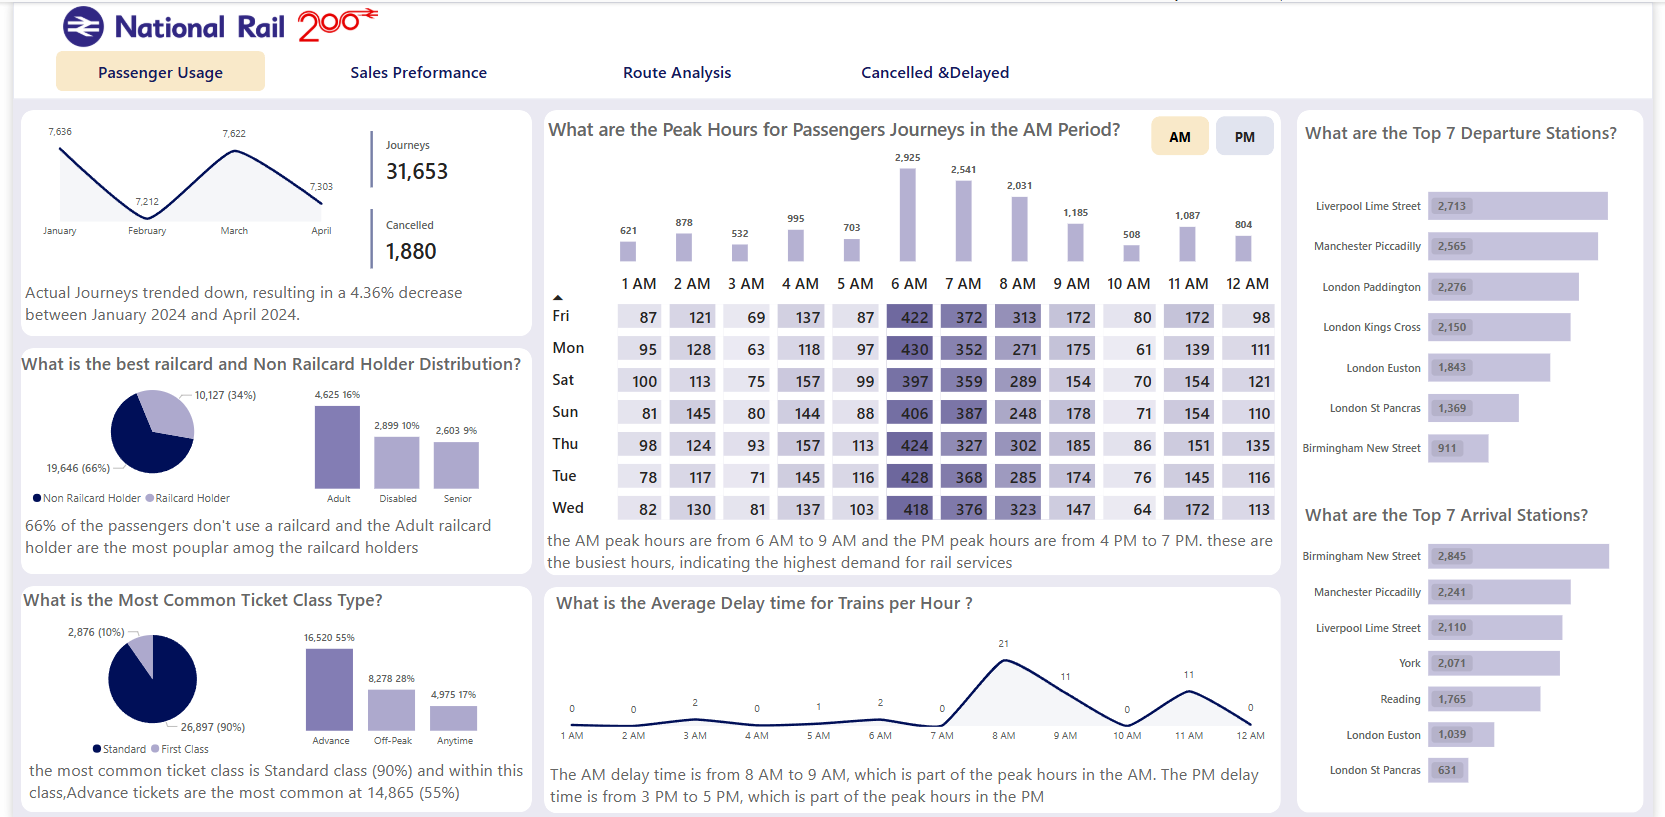 National Rail 200
Passenger Usage
Sales Preformance
Route Analysis
Cancelled &Delayed
7,636
7,622
7,212
7,303
January
February
March
April
Journeys
31,653
Cancelled
1,880
Actual Journeys trended down, resulting in a 4.36% decrease
between January 2024 and April 2024.
What is the best railcard and Non Railcard Holder Distribution?
10,127 (34%)
19,646 (66%)
Non Railcard Holder
Railcard Holder
4,625 16%
2,899 10%
2,603 9%
Adult
Disabled
Senior
66% of the passengers don't use a railcard and the Adult railcard
holder are the most pouplar amog the railcard holders
What is the Most Common Ticket Class Type?
2,876 (10%)
26,897 (90%)
Standard
First Class
16,520 55%
8,278 28%
4,975 17%
Advance
Off-Peak
Anytime
the most common ticket class is Standard class (90%) and within this
class,Advance tickets are the most common at 14,865 (55%)
What are the Peak Hours for Passengers Journeys in the AM Period?
AM
PM
621 878 532 995 703 2,925 2,541 2,031 1,185 508 1,087 804
1 AM 2 AM 3 AM 4 AM 5 AM 6 AM 7 AM 8 AM 9 AM 10 AM 11 AM 12 AM
Fri 87 121 69 137 87 422 372 313 172 80 172 98
Mon 95 128 63 118 97 430 352 271 175 61 139 111
Sat 100 113 75 157 99 397 359 289 154 70 154 121
Sun 81 145 80 144 88 406 387 248 178 71 154 110
Thu 98 124 93 157 113 424 327 302 185 86 151 135
Tue 78 117 71 145 116 428 368 285 174 76 145 116
Wed 82 130 81 137 103 418 376 323 147 64 172 113
the AM peak hours are from 6 AM to 9 AM and the PM peak hours are from 4 PM to 7 PM. these are
the busiest hours, indicating the highest demand for rail services
What is the Average Delay time for Trains per Hour ?
0 0 2 0 1 2 0 21 11 0 11 0
1 AM 2 AM 3 AM 4 AM 5 AM 6 AM 7 AM 8 AM 9 AM 10 AM 11 AM 12 AM
The AM delay time is from 8 AM to 9 AM, which is part of the peak hours in the AM. The PM delay
time is from 3 PM to 5 PM, which is part of the peak hours in the PM
What are the Top 7 Departure Stations?
Liverpool Lime Street 2,713
Manchester Piccadilly 2,565
London Paddington 2,276
London Kings Cross 2,150
London Euston 1,843
London St Pancras 1,369
Birmingham New Street 911
What are the Top 7 Arrival Stations?
Birmingham New Street 2,845
Manchester Piccadilly 2,241
Liverpool Lime Street 2,110
York 2,071
Reading 1,765
London Euston 1,039
London St Pancras 631